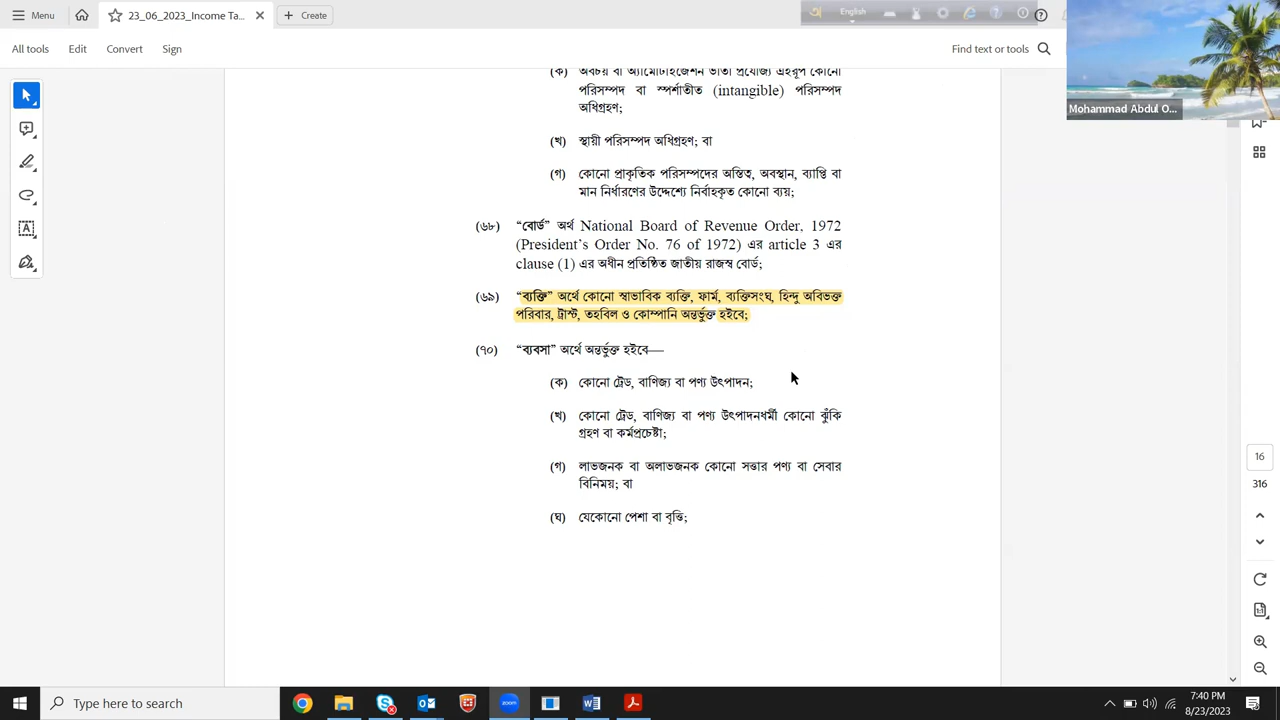 Menu
23_06_2023_Income Ta...
Create
English
All tools
Edit
Convert
Sign
Find text or tools
Mohammad Abdul O...
(ক) অবচয় বা অ্যামোর্টাইজেশন ভাতা প্রযোজ্য এইরূপ কোনো
পরিসম্পদ বা স্পর্শাতীত (intangible) পরিসম্পদ
অধিগ্রহণ;
(খ) স্থায়ী পরিসম্পদ অধিগ্রহণ; বা
(গ) কোনো প্রাকৃতিক পরিসম্পদের অস্তিত্ব, অবস্থান, ব্যাপ্তি বা
মান নির্ধারণের উদ্দেশ্যে নির্বাহকৃত কোনো ব্যয়;
(৬৮) “বোর্ড” অর্থ National Board of Revenue Order, 1972
(President’s Order No. 76 of 1972) এর article 3 এর
clause (1) এর অধীন প্রতিষ্ঠিত জাতীয় রাজস্ব বোর্ড;
(৬৯) “ব্যক্তি” অর্থে কোনো স্বাভাবিক ব্যক্তি, ফার্ম, ব্যক্তিসংঘ, হিন্দু অবিভক্ত
পরিবার, ট্রাস্ট, তহবিল ও কোম্পানি অন্তর্ভুক্ত হইবে;
(৭০) “ব্যবসা” অর্থে অন্তর্ভুক্ত হইবে—
(ক) কোনো ট্রেড, বাণিজ্য বা পণ্য উৎপাদন;
(খ) কোনো ট্রেড, বাণিজ্য বা পণ্য উৎপাদনধর্মী কোনো ঝুঁকি
গ্রহণ বা কর্মপ্রচেষ্টা;
(গ) লাভজনক বা অলাভজনক কোনো সত্তার পণ্য বা সেবার
বিনিময়; বা
(ঘ) যেকোনো পেশা বা বৃত্তি;
16
316
Type here to search
zoom
7:40 PM
8/23/2023